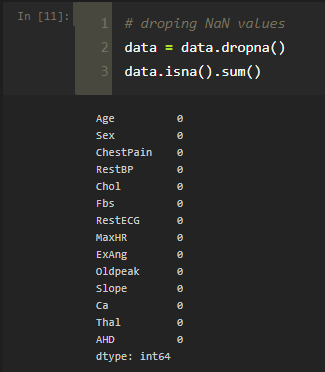 In [11]:
1 # droping NaN values
2 data = data.dropna()
3 data.isna().sum()
Age 0
Sex 0
ChestPain 0
RestBP 0
Chol 0
Fbs 0
RestECG 0
MaxHR 0
ExAng 0
Oldpeak 0
Slope 0
Ca 0
Thal 0
AHD 0
dtype: int64